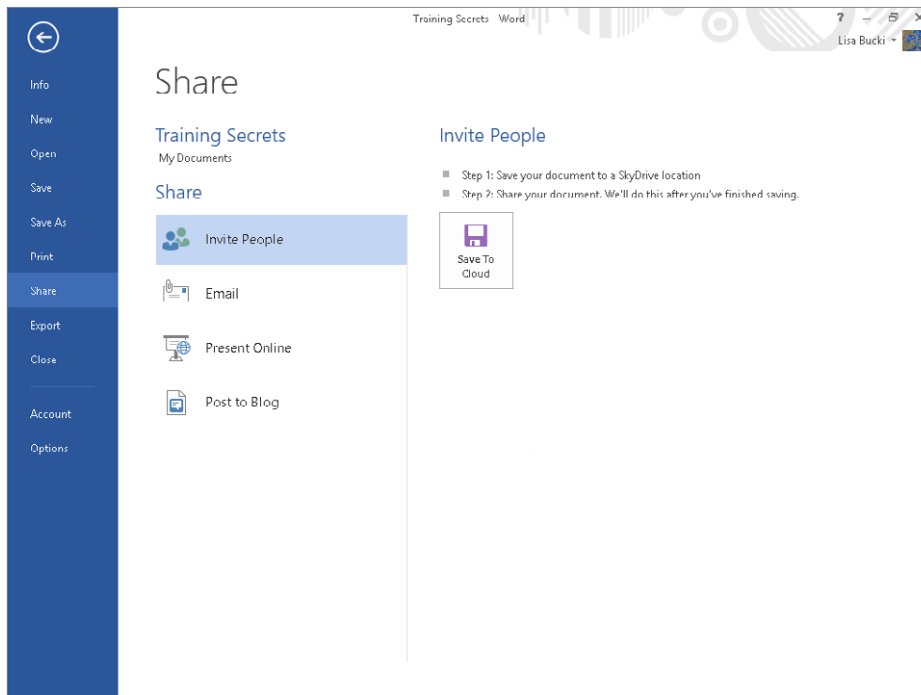 Training Secrets Word
?
Lisa Bucki
Info
New
Open
Save
Save As
Print
Share
Export
Close
Account
Options
Share
Training Secrets
My Documents
Share
Invite People
Email
Present Online
Post to Blog
Invite People
Step 1: Save your document to a SkyDrive location
Step 2: Share your document. We'll do this after you've finished saving.
Save To
Cloud